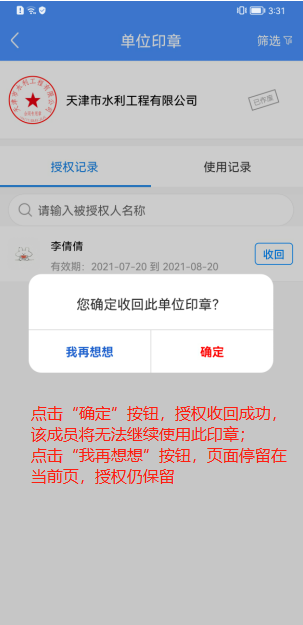 3:31
单位印章
筛选
天津市水利工程有限公司
已作废
授权记录
使用记录
请输入被授权人名称
李倩倩
有效期：2021-07-20 到 2021-08-20
收回
您确定收回此单位印章？
我再想想
确定
点击“确定”按钮，授权收回成功，
该成员将无法继续使用此印章；
点击“我再想想”按钮，页面停留在
当前页，授权仍保留